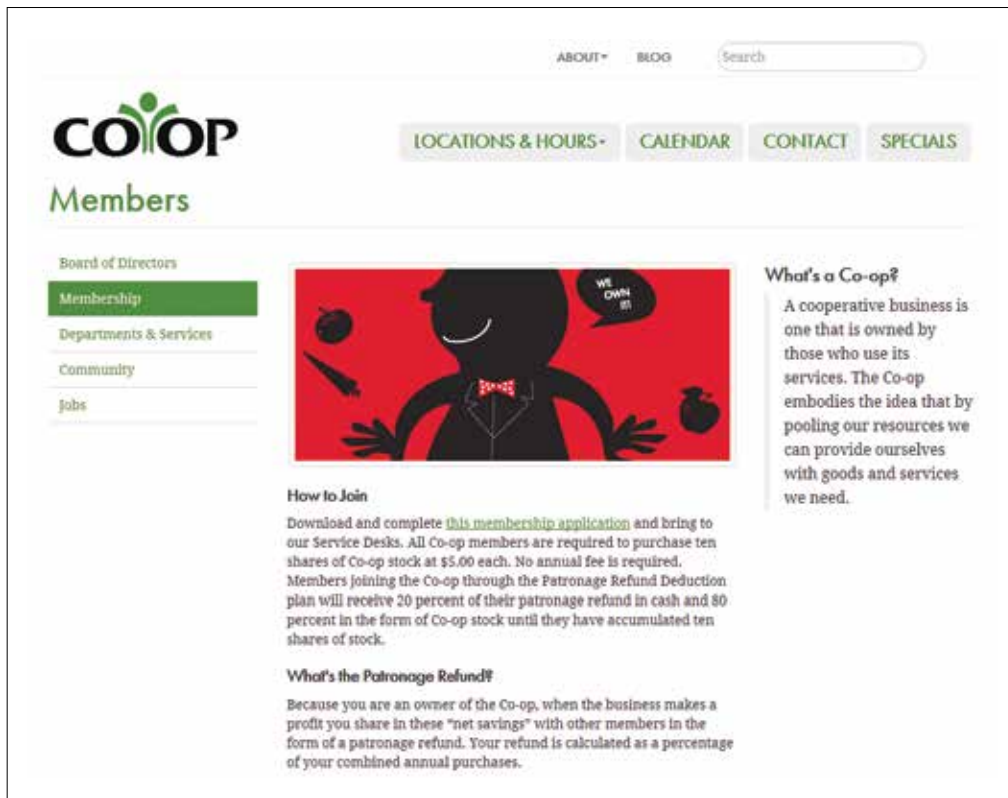 ABOUT
BLOG
Search
CO OP
LOCATIONS & HOURS
CALENDAR
CONTACT
SPECIALS
Members
Board of Directors
Membership
Departments & Services
Community
Jobs
WE
OWN
IT!
How to Join
Download and complete this membership application and bring to
our Service Desks. All Co-op members are required to purchase ten
shares of Co-op stock at $5.00 each. No annual fee is required.
Members joining the Co-op through the Patronage Refund Deduction
plan will receive 20 percent of their patronage refund in cash and 80
percent in the form of Co-op stock until they have accumulated ten
shares of stock.
What's the Patronage Refund?
Because you are an owner of the Co-op, when the business makes a
profit you share in these "net savings" with other members in the
form of a patronage refund. Your refund is calculated as a percentage
of your combined annual purchases.
What's a Co-op?
A cooperative business is
one that is owned by
those who use its
services. The Co-op
embodies the idea that by
pooling our resources we
can provide ourselves
with goods and services
we need.